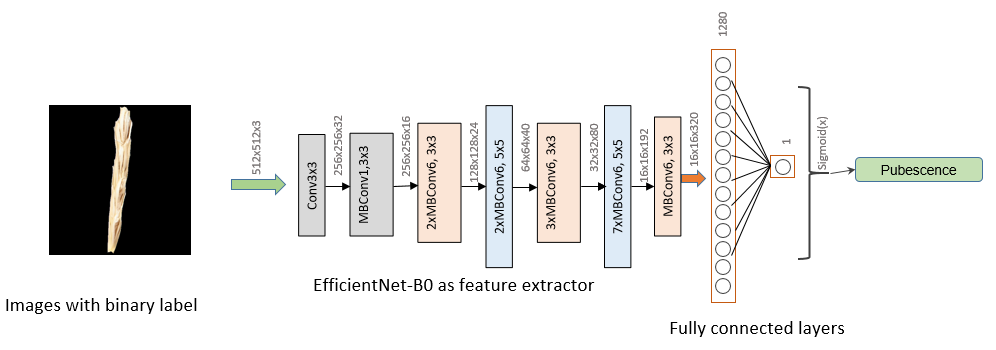 512x512x3
Conv3x3
256x256x32
MBConv1,3x3
256x256x16
2xMBConv6, 3x3
128x128x24
2xMBConv6, 5x5
64x64x40
3xMBConv6, 3x3
32x32x80
7xMBConv6, 5x5
16x16x192
MBConv6, 3x3
16x16x320
1280
1
Sigmoid(x)
Pubescence
EfficientNet-B0 as feature extractor
Images with binary label
Fully connected layers